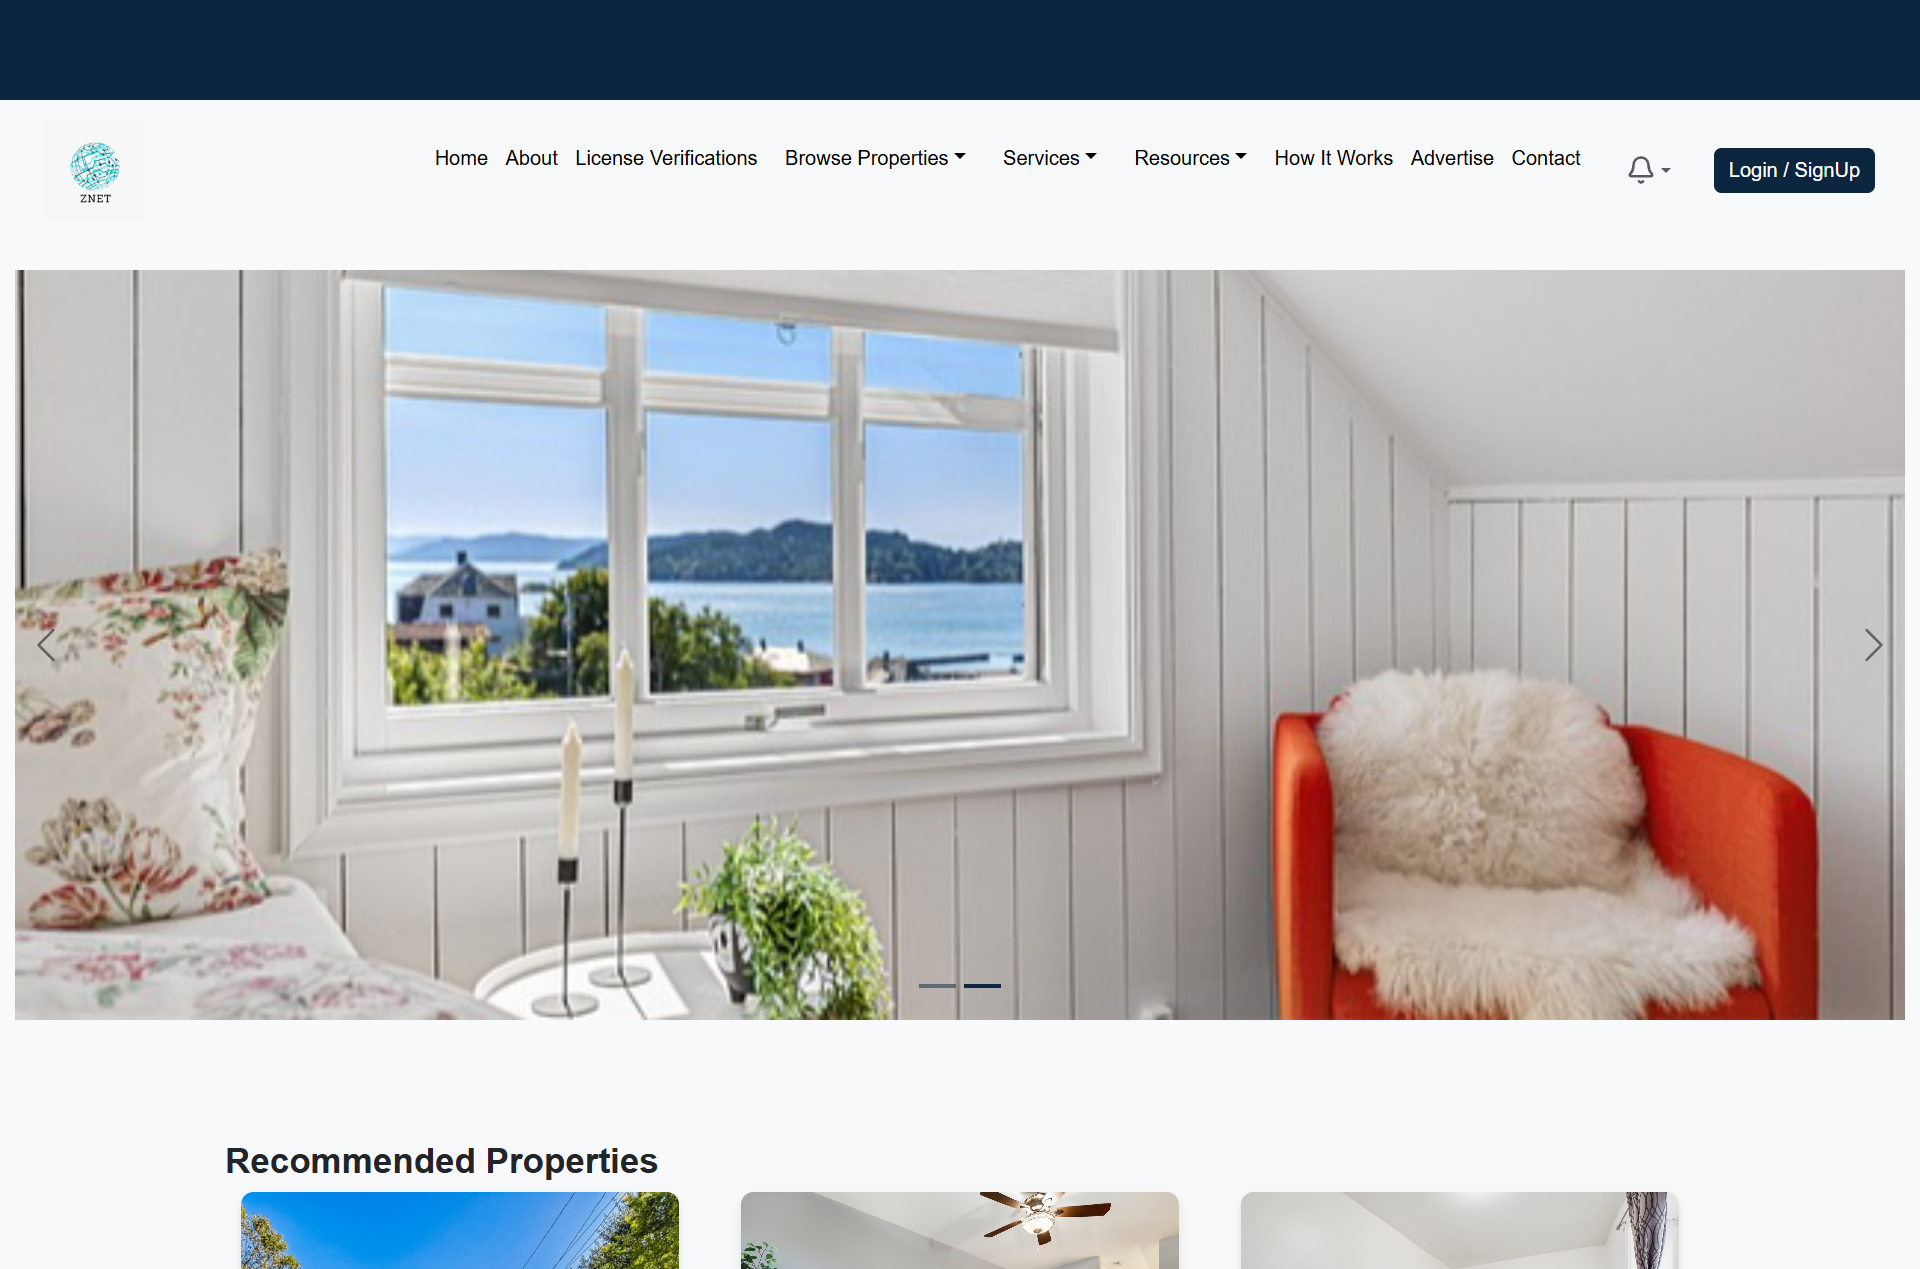 ZNET
Home About License Verifications Browse Properties Services Resources How It Works Advertise Contact Login / SignUp
Recommended Properties